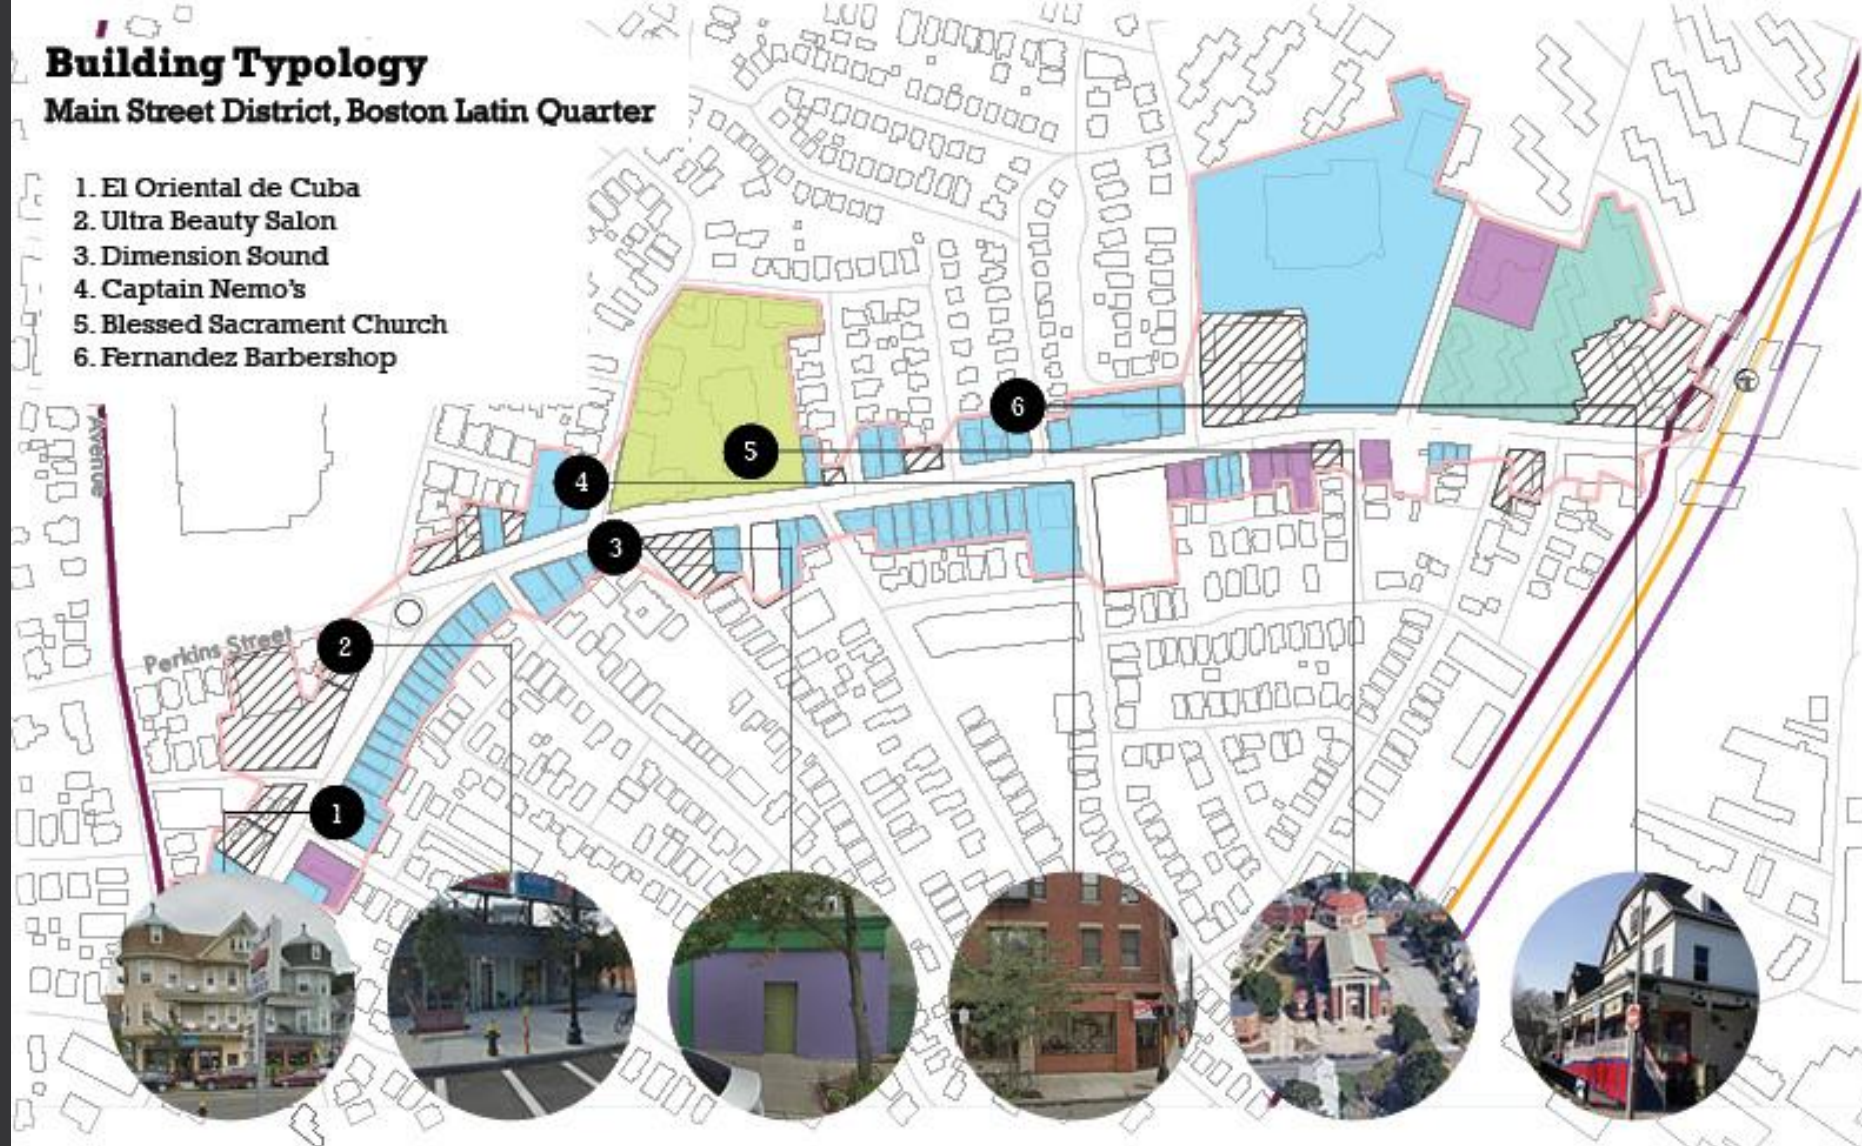 Building Typology
Main Street District, Boston Latin Quarter
1. El Oriental de Cuba
2. Ultra Beauty Salon
3. Dimension Sound
4. Captain Nemo's
5. Blessed Sacrament Church
6. Fernandez Barbershop
6
5
4
Avenue
3
Perkins Street
2
1